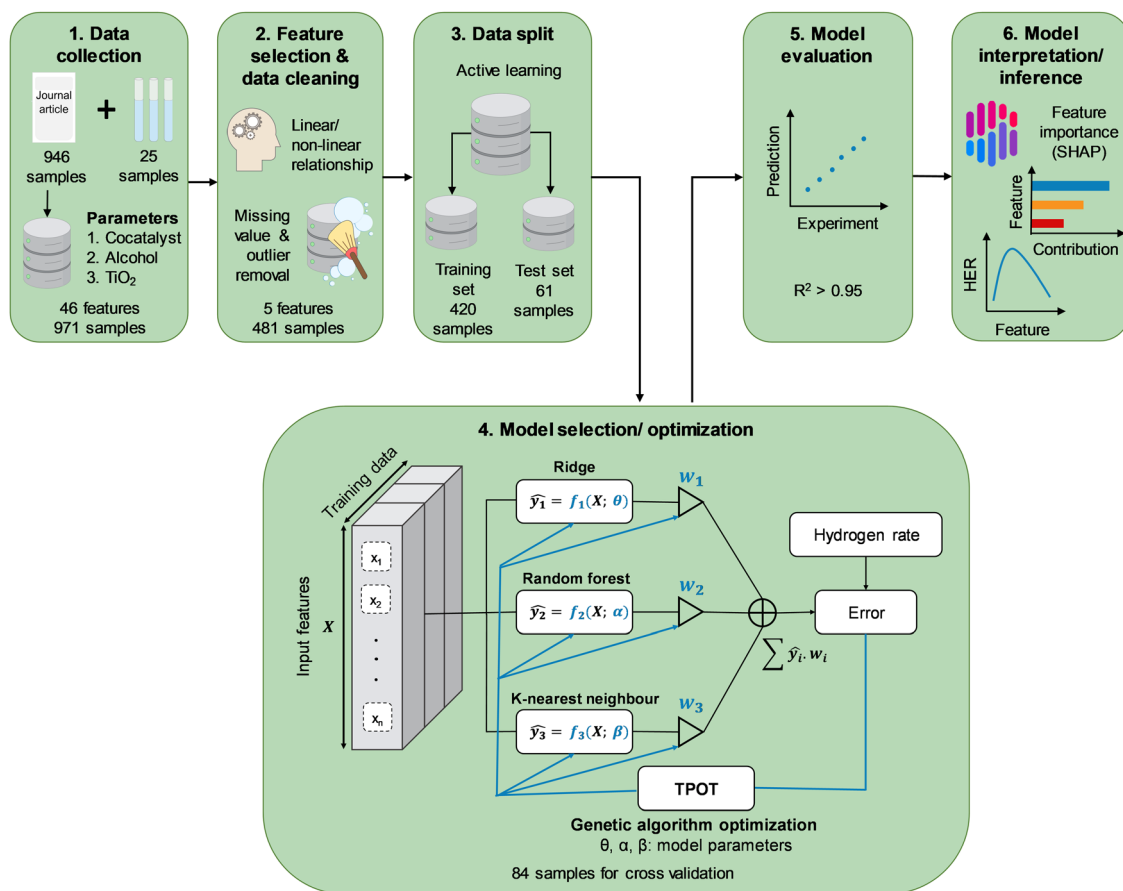 1. Data
collection
Journal
article
+
946
samples
25
samples
Parameters
1. Cocatalyst
2. Alcohol
3. TiO₂
46 features
971 samples
2. Feature
selection &
data cleaning
Linear/
non-linear
relationship
Missing
value &
outlier
removal
5 features
481 samples
3. Data split
Active learning
Training
set
420
samples
Test set
61
samples
5. Model
evaluation
Prediction
Experiment
R² > 0.95
6. Model
interpretation/
inference
Feature
importance
(SHAP)
Feature
Contribution
HER
Feature
4. Model selection/ optimization
Training data
Input features
X
x₁
x₂
xₙ
Ridge
ŷ₁ = f₁(X; θ)
w₁
Random forest
ŷ₂ = f₂(X; α)
w₂
K-nearest neighbour
ŷ₃ = f₃(X; β)
w₃
∑ ŷᵢ. wᵢ
Hydrogen rate
Error
TPOT
Genetic algorithm optimization
θ, α, β: model parameters
84 samples for cross validation